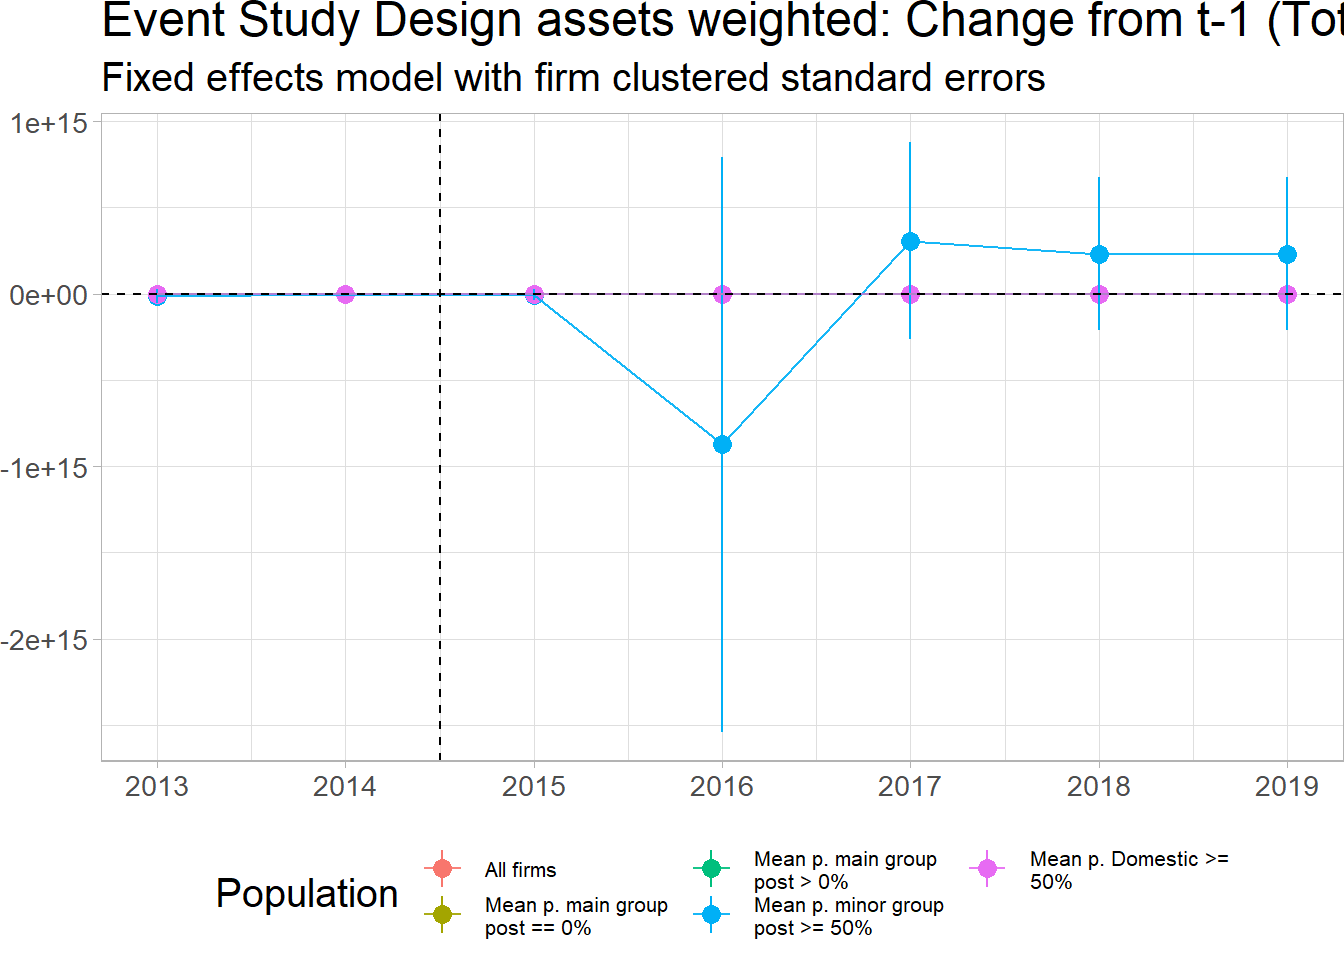 Event Study Design assets weighted: Change from t-1 (Tot
Fixed effects model with firm clustered standard errors
1e+15
0e+00
-1e+15
-2e+15
2013 2014 2015 2016 2017 2018 2019
Population
All firms
Mean p. main group
post == 0%
Mean p. main group
post > 0%
Mean p. minor group
post >= 50%
Mean p. Domestic >=
50%